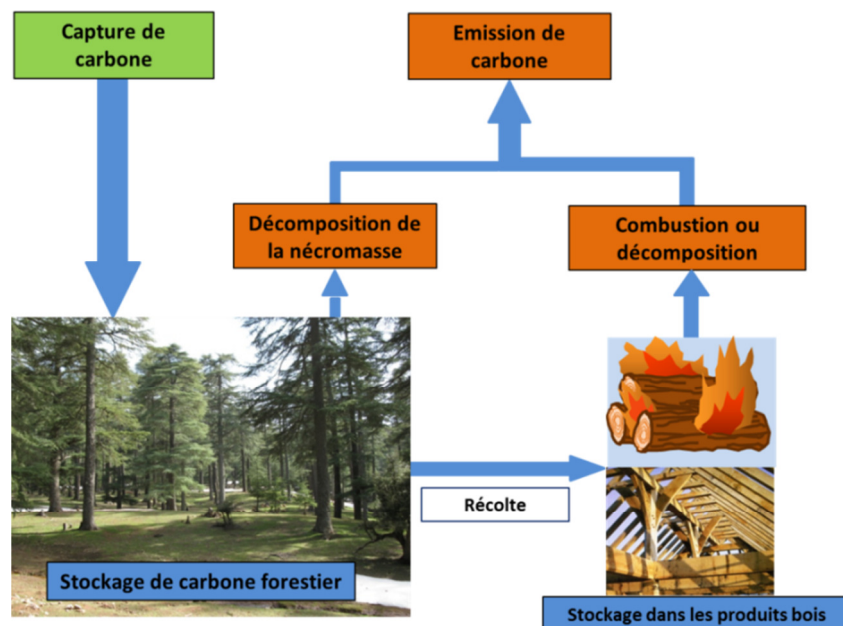 Capture de
carbone
Emission de
carbone
Décomposition de
la nécromasse
Combustion ou
décomposition
Récolte
Stockage de carbone forestier
Stockage dans les produits bois